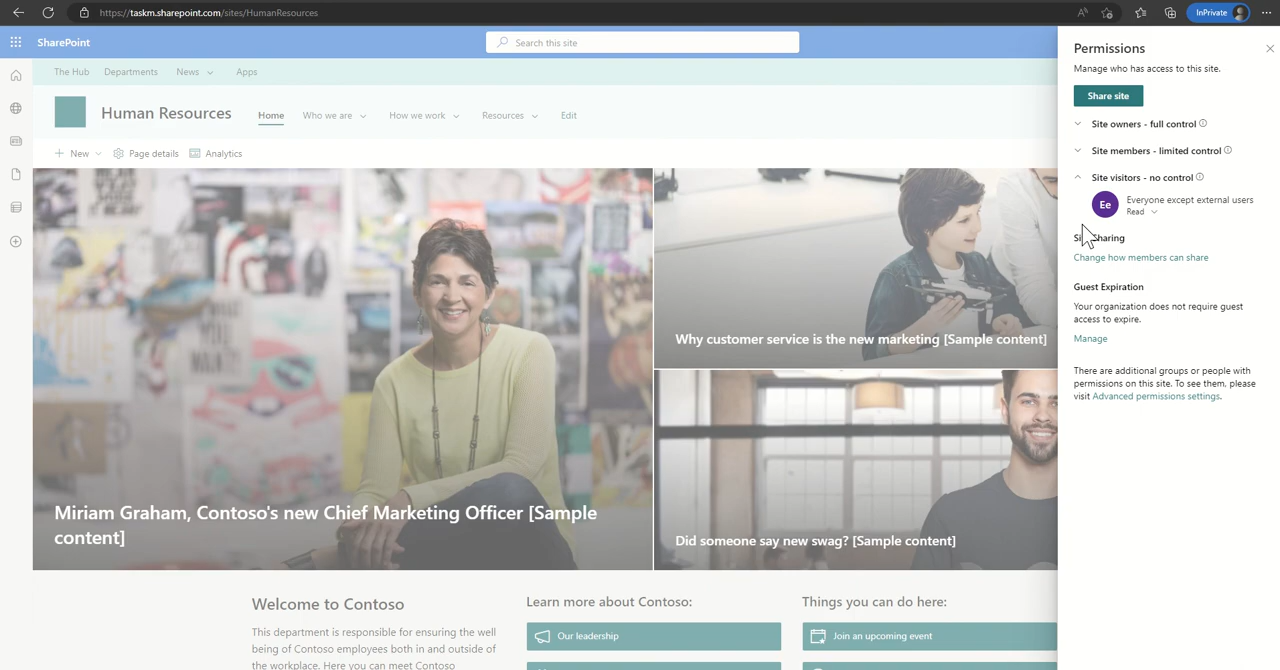 https://taskm.sharepoint.com/sites/HumanResources
InPrivate
SharePoint
Search this site
The Hub
Departments
News
Apps
Human Resources
Home
Who we are
How we work
Resources
Edit
New
Page details
Analytics
Miriam Graham, Contoso's new Chief Marketing Officer [Sample
content]
Why customer service is the new marketing [Sample content]
Did someone say new swag? [Sample content]
Welcome to Contoso
This department is responsible for ensuring the well
being of Contoso employees both in and outside of
the workplace. Here you can meet Contoso
Learn more about Contoso:
Our leadership
Things you can do here:
Join an upcoming event
Permissions
Manage who has access to this site.
Share site
Site owners - full control
Site members - limited control
Site visitors - no control
Ee
Everyone except external users
Read
Sharing
Change how members can share
Guest Expiration
Your organization does not require guest
access to expire.
Manage
There are additional groups or people with
permissions on this site. To see them, please
visit Advanced permissions settings.